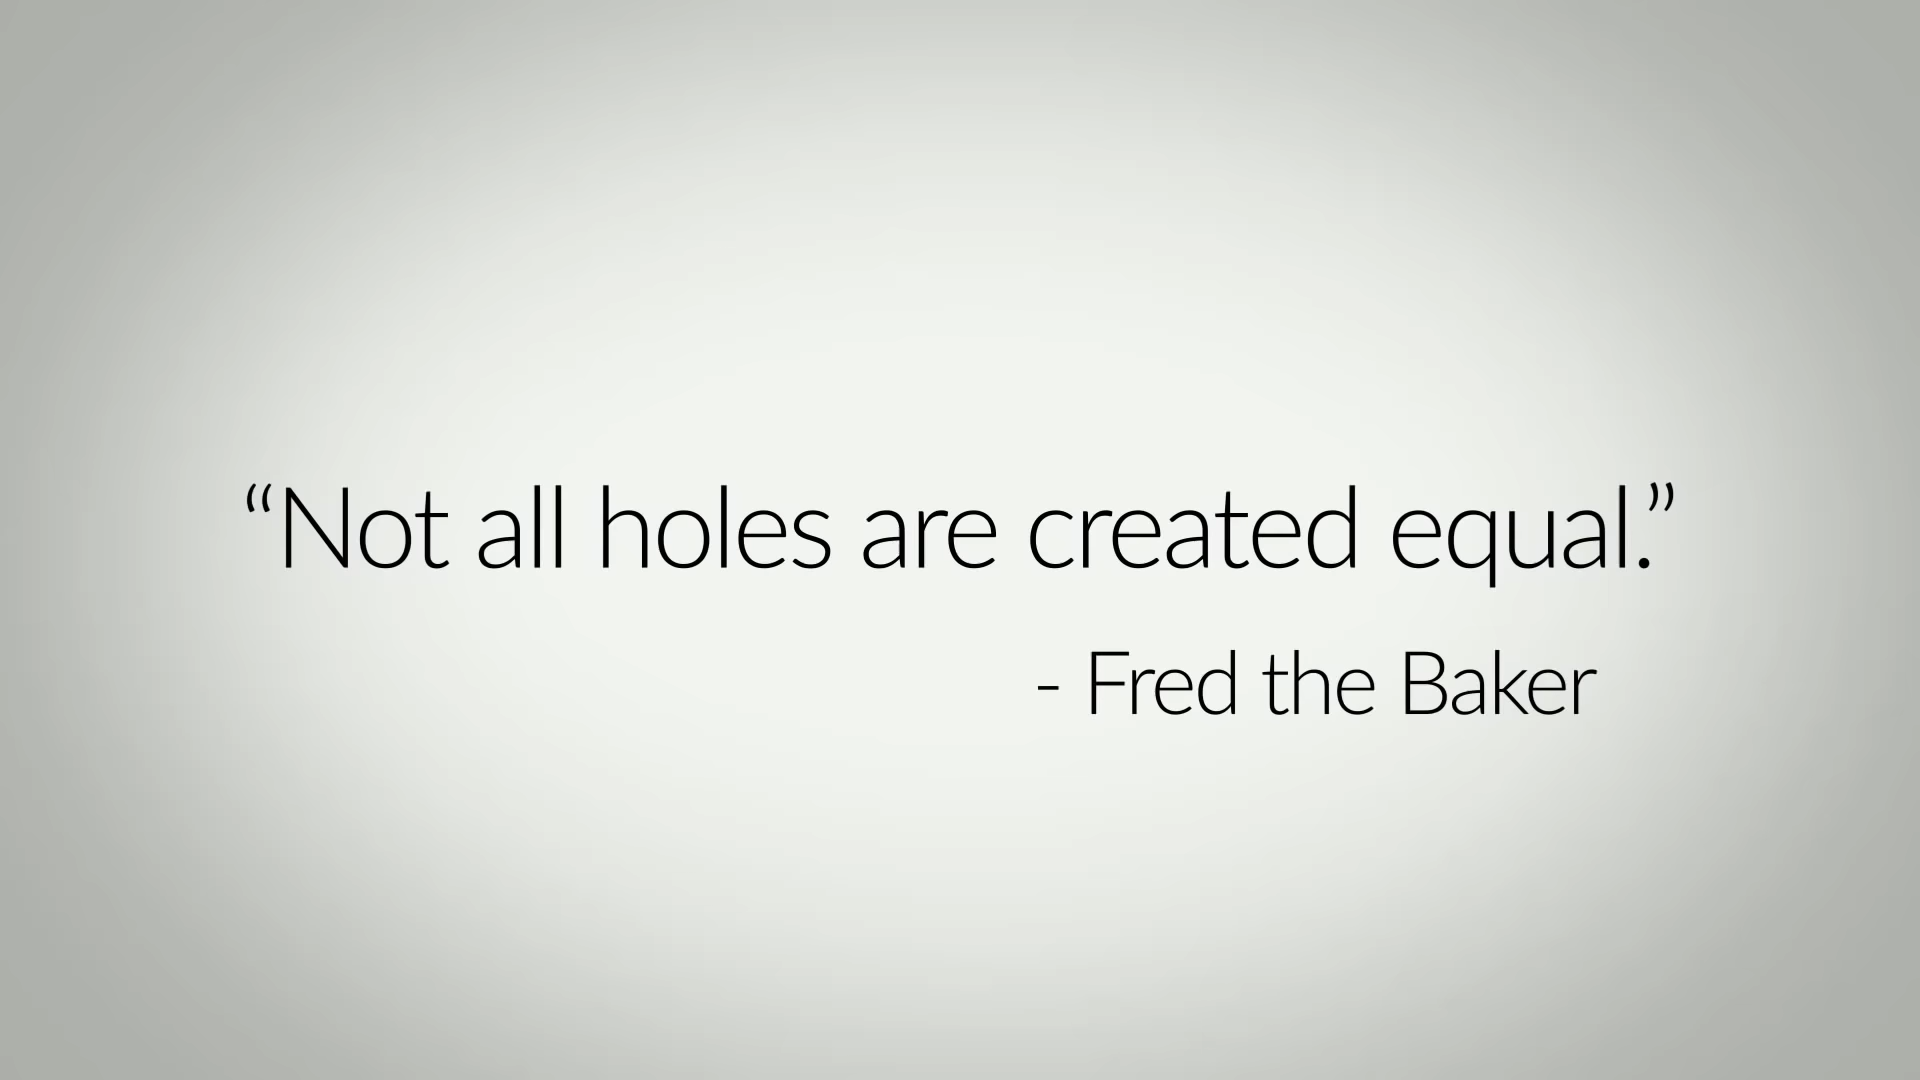 “Not all holes are created equal.”
- Fred the Baker